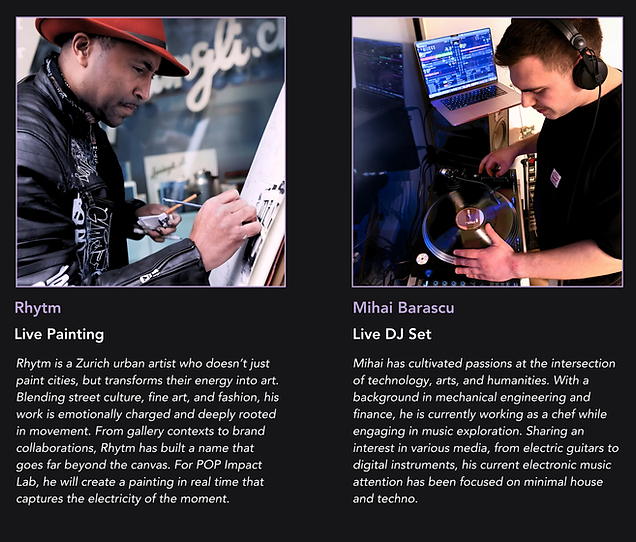 Rhytm
Live Painting
Rhytm is a Zurich urban artist who doesn't just
paint cities, but transforms their energy into art.
Blending street culture, fine art, and fashion, his
work is emotionally charged and deeply rooted
in movement. From gallery contexts to brand
collaborations, Rhytm has built a name that
goes far beyond the canvas. For POP Impact
Lab, he will create a painting in real time that
captures the electricity of the moment.
Mihai Barascu
Live DJ Set
Mihai has cultivated passions at the intersection
of technology, arts, and humanities. With a
background in mechanical engineering and
finance, he is currently working as a chef while
engaging in music exploration. Sharing an
interest in various media, from electric guitars to
digital instruments, his current electronic music
attention has been focused on minimal house
and techno.